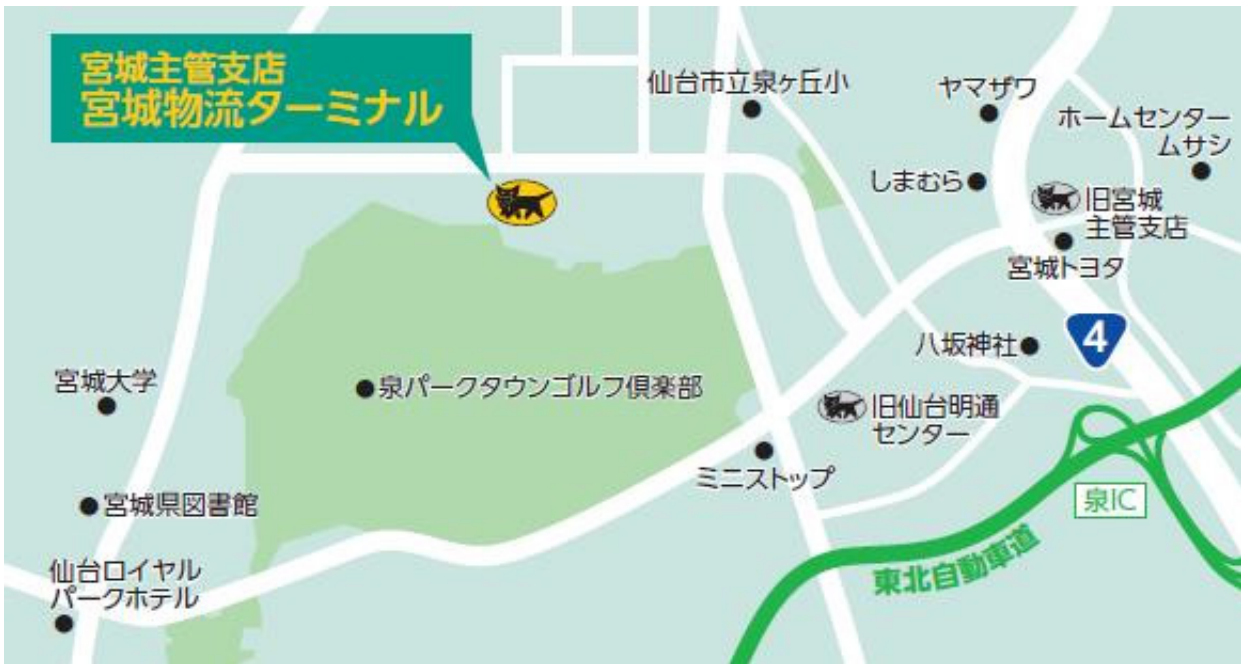 宮城主管支店
宮城物流ターミナル
仙台市立泉ヶ丘小
ヤマザワ
ホームセンター
ムサシ
しまむら
旧宮城
主管支店
宮城トヨタ
4
八坂神社
宮城大学
泉パークタウンゴルフ倶楽部
旧仙台明通
センター
ミニストップ
宮城県図書館
泉IC
東北自動車道
仙台ロイヤル
パークホテル